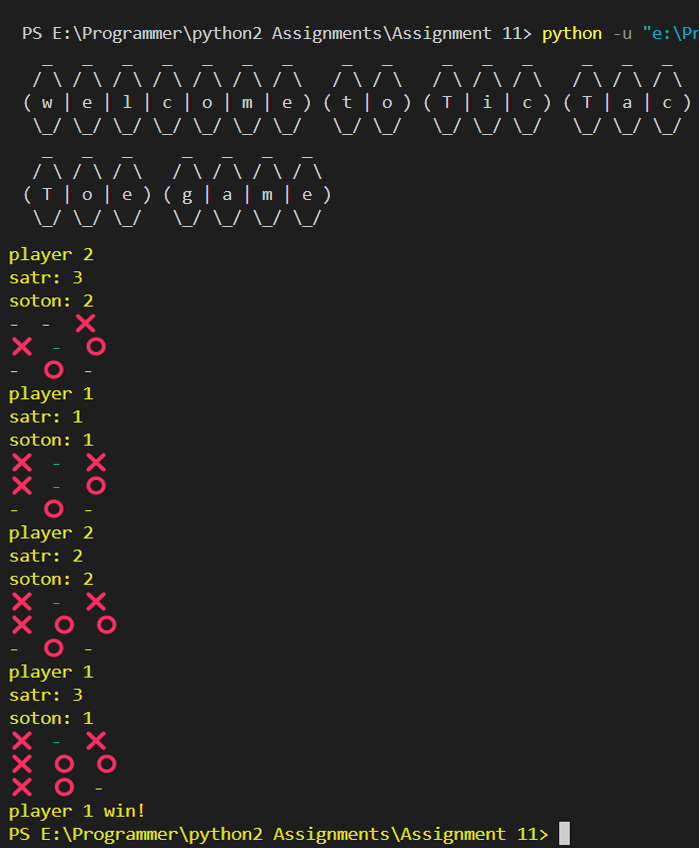 PS E:\Programmer\python2 Assignments\Assignment 11> python -u "e:\Pr
  _   _   _   _   _   _   _     _   _     _   _   _     _   _   _
 / \ / \ / \ / \ / \ / \ / \   / \ / \   / \ / \ / \   / \ / \ / \
( w | e | l | c | o | m | e ) ( t | o ) ( T | i | c ) ( T | a | c )
 \_/ \_/ \_/ \_/ \_/ \_/ \_/   \_/ \_/   \_/ \_/ \_/   \_/ \_/ \_/
  _   _   _     _   _   _   _
 / \ / \ / \   / \ / \ / \ / \
( T | o | e ) ( g | a | m | e )
 \_/ \_/ \_/   \_/ \_/ \_/ \_/
player 2
satr: 3
soton: 2
-  -  ❌
❌  -  ⭕
-  ⭕  -
player 1
satr: 1
soton: 1
❌  -  ❌
❌  -  ⭕
-  ⭕  -
player 2
satr: 2
soton: 2
❌  -  ❌
❌  ⭕  ⭕
-  ⭕  -
player 1
satr: 3
soton: 1
❌  -  ❌
❌  ⭕  ⭕
❌  ⭕  -
player 1 win!
PS E:\Programmer\python2 Assignments\Assignment 11>